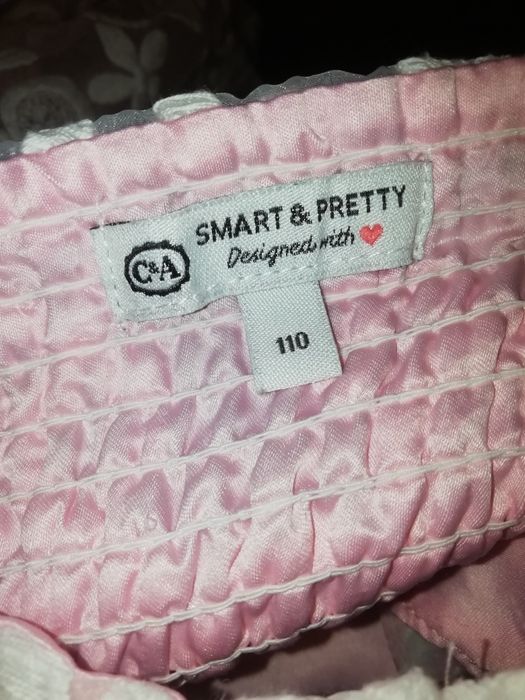 C&A
SMART & PRETTY
Designed with
110